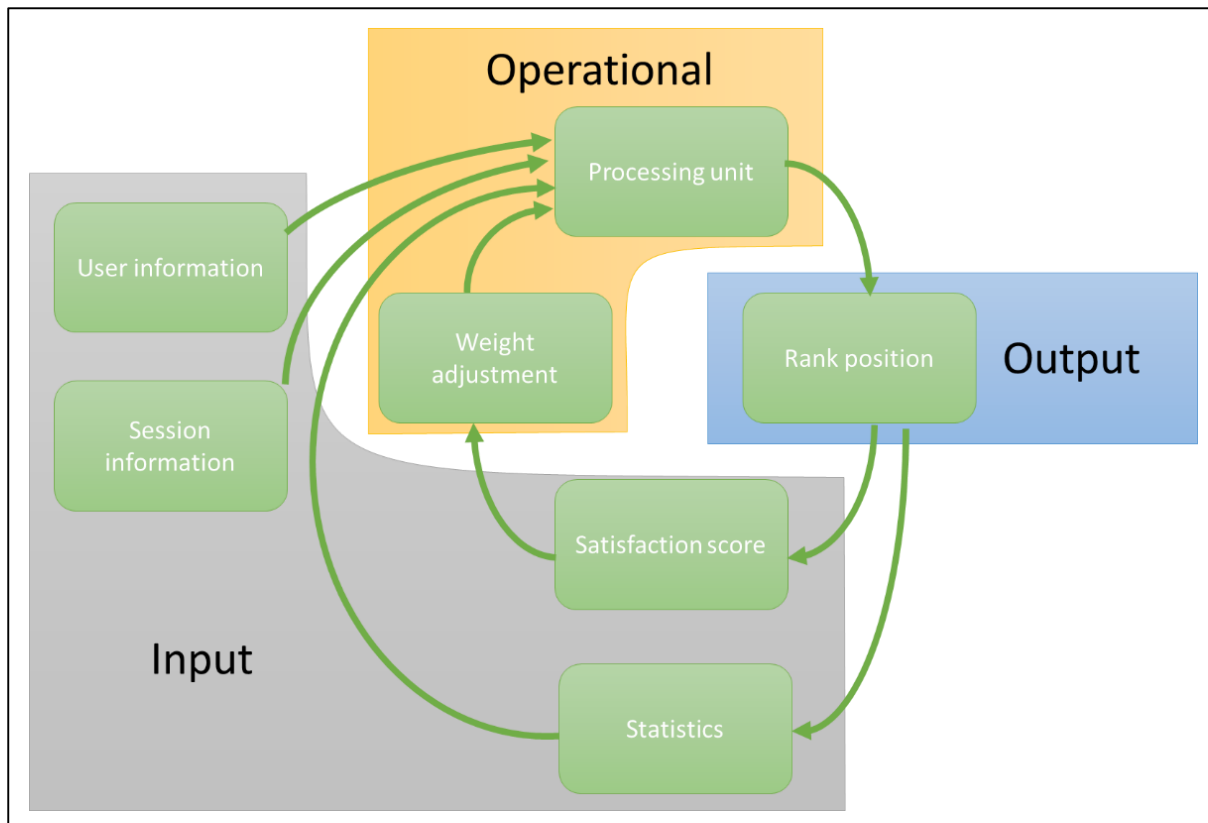 Operational
Processing unit
User information
Weight
adjustment
Rank position
Output
Session
information
Satisfaction score
Input
Statistics